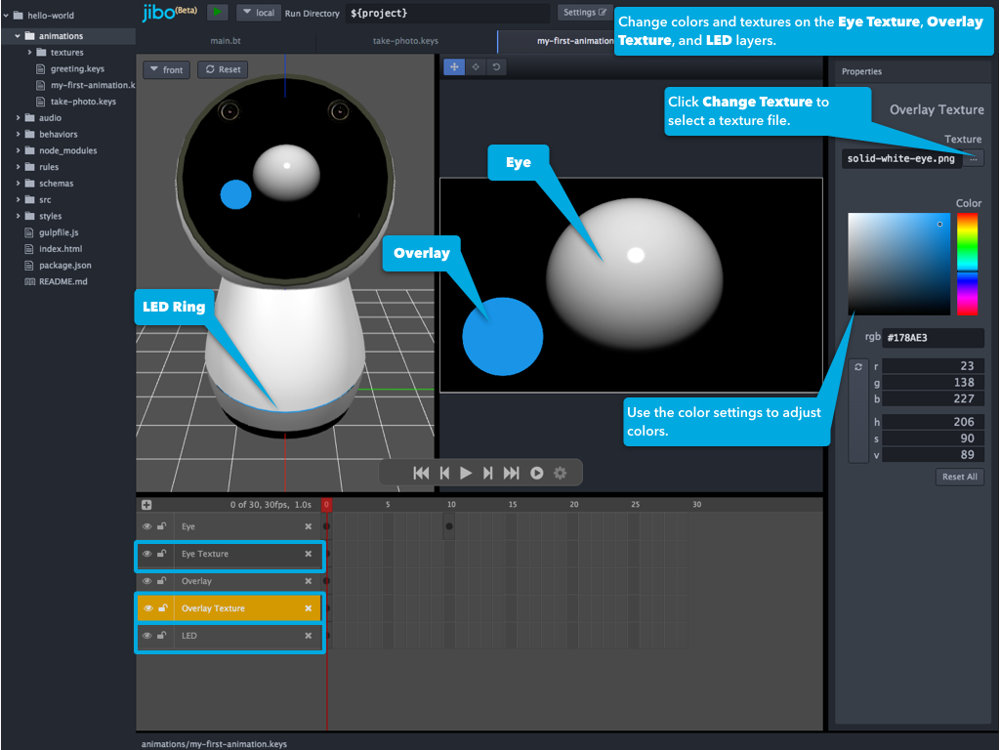 hello-world
animations
textures
greeting.keys
my-first-animation.k
take-photo.keys
audio
behaviors
node_modules
rules
schemas
src
styles
gulpfile.js
index.html
package.json
README.md
jibo (Beta)
local
Run Directory
${project}
Settings
main.bt
take-photo.keys
my-first-animation
Change colors and textures on the Eye Texture, Overlay
Texture, and LED layers.
front
Reset
Properties
Click Change Texture to
select a texture file.
Overlay Texture
Texture
solid-white-eye.png
...
Color
Eye
Overlay
LED Ring
rgb
#178AE3
r 23
g 138
b 227
h 206
s 90
v 89
Reset All
Use the color settings to adjust
colors.
0 of 30, 30fps, 1.0s
0 5 10 15 20 25 30
Eye
Eye Texture
Overlay
Overlay Texture
LED
animations/my-first-animation.keys